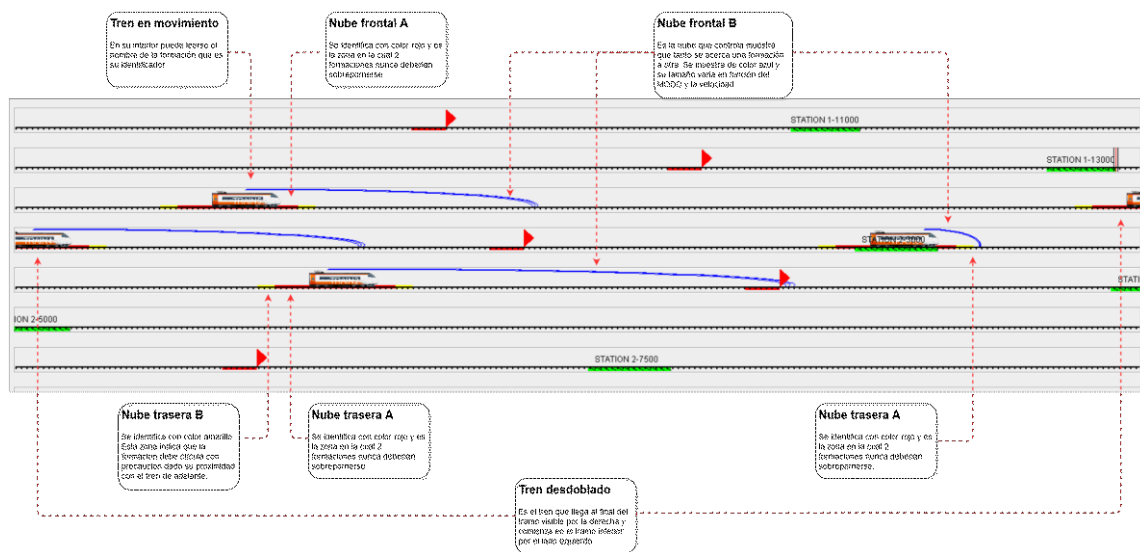 Tren en movimiento
En su interior puede leerse el
nombre de la formación que es
su identificador
Nube frontal A
Se identifica con color rojo y es
la zona en la cual 2
formaciones nunca deberían
sobreponerse
Nube frontal B
Es la nube que controla muestra
que tanto se acerca una formación
a otra. Se muestra de color azul y
su tamaño varia en función del
MODO y la velocidad
STATION 1-11000
STATION 1-13000
STATI
ION 2-5000
STATION 2-7500
Nube trasera B
Se identifica con color amarillo
Esta zona indica que la
formación debe circula con
precaucion dado su proximidad
con el tren de adelante.
Nube trasera A
Se identifica con color rojo y es
la zona en la cual 2
formaciones nunca deberían
sobreponerse
Nube trasera A
Se identifica con color rojo y es
la zona en la cual 2
formaciones nunca deberían
sobreponerse.
Tren desdoblado
Es el tren que llega al final del
tramo visible por la derecha y
comienza en el tramo inferior
por el lado izquierdo